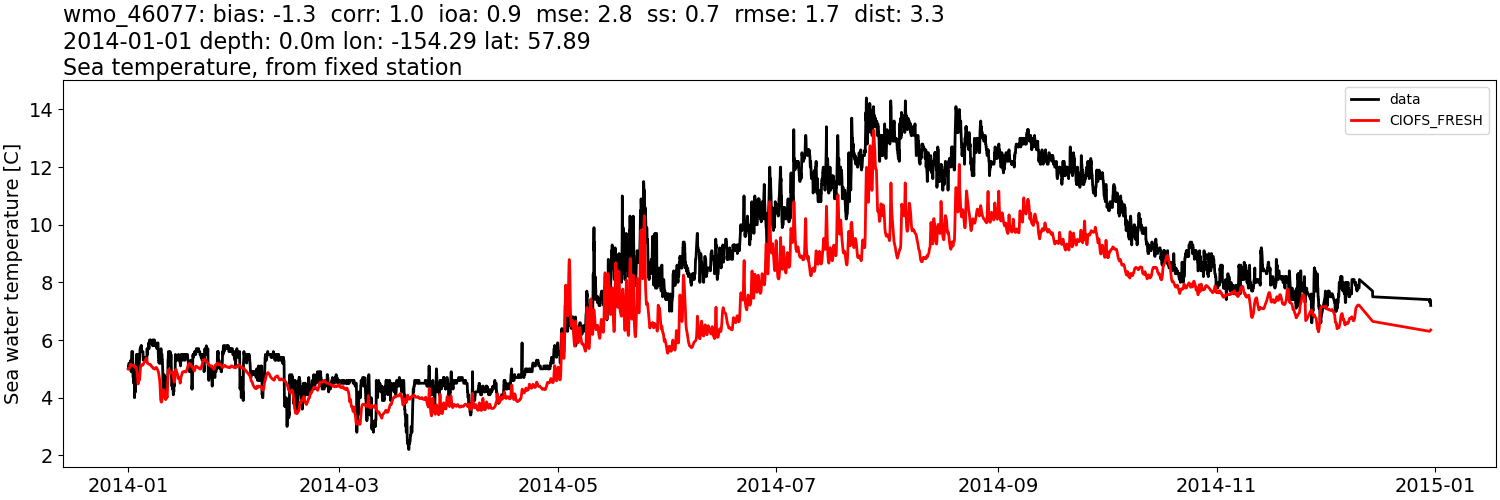 wmo_46077: bias: -1.3 corr: 1.0 ioa: 0.9 mse: 2.8 ss: 0.7 rmse: 1.7 dist: 3.3
2014-01-01 depth: 0.0m lon: -154.29 lat: 57.89
Sea temperature, from fixed station
Sea water temperature [C]
14
12
10
8
6
4
2
data
CIOFS_FRESH
2014-01 2014-03 2014-05 2014-07 2014-09 2014-11 2015-01